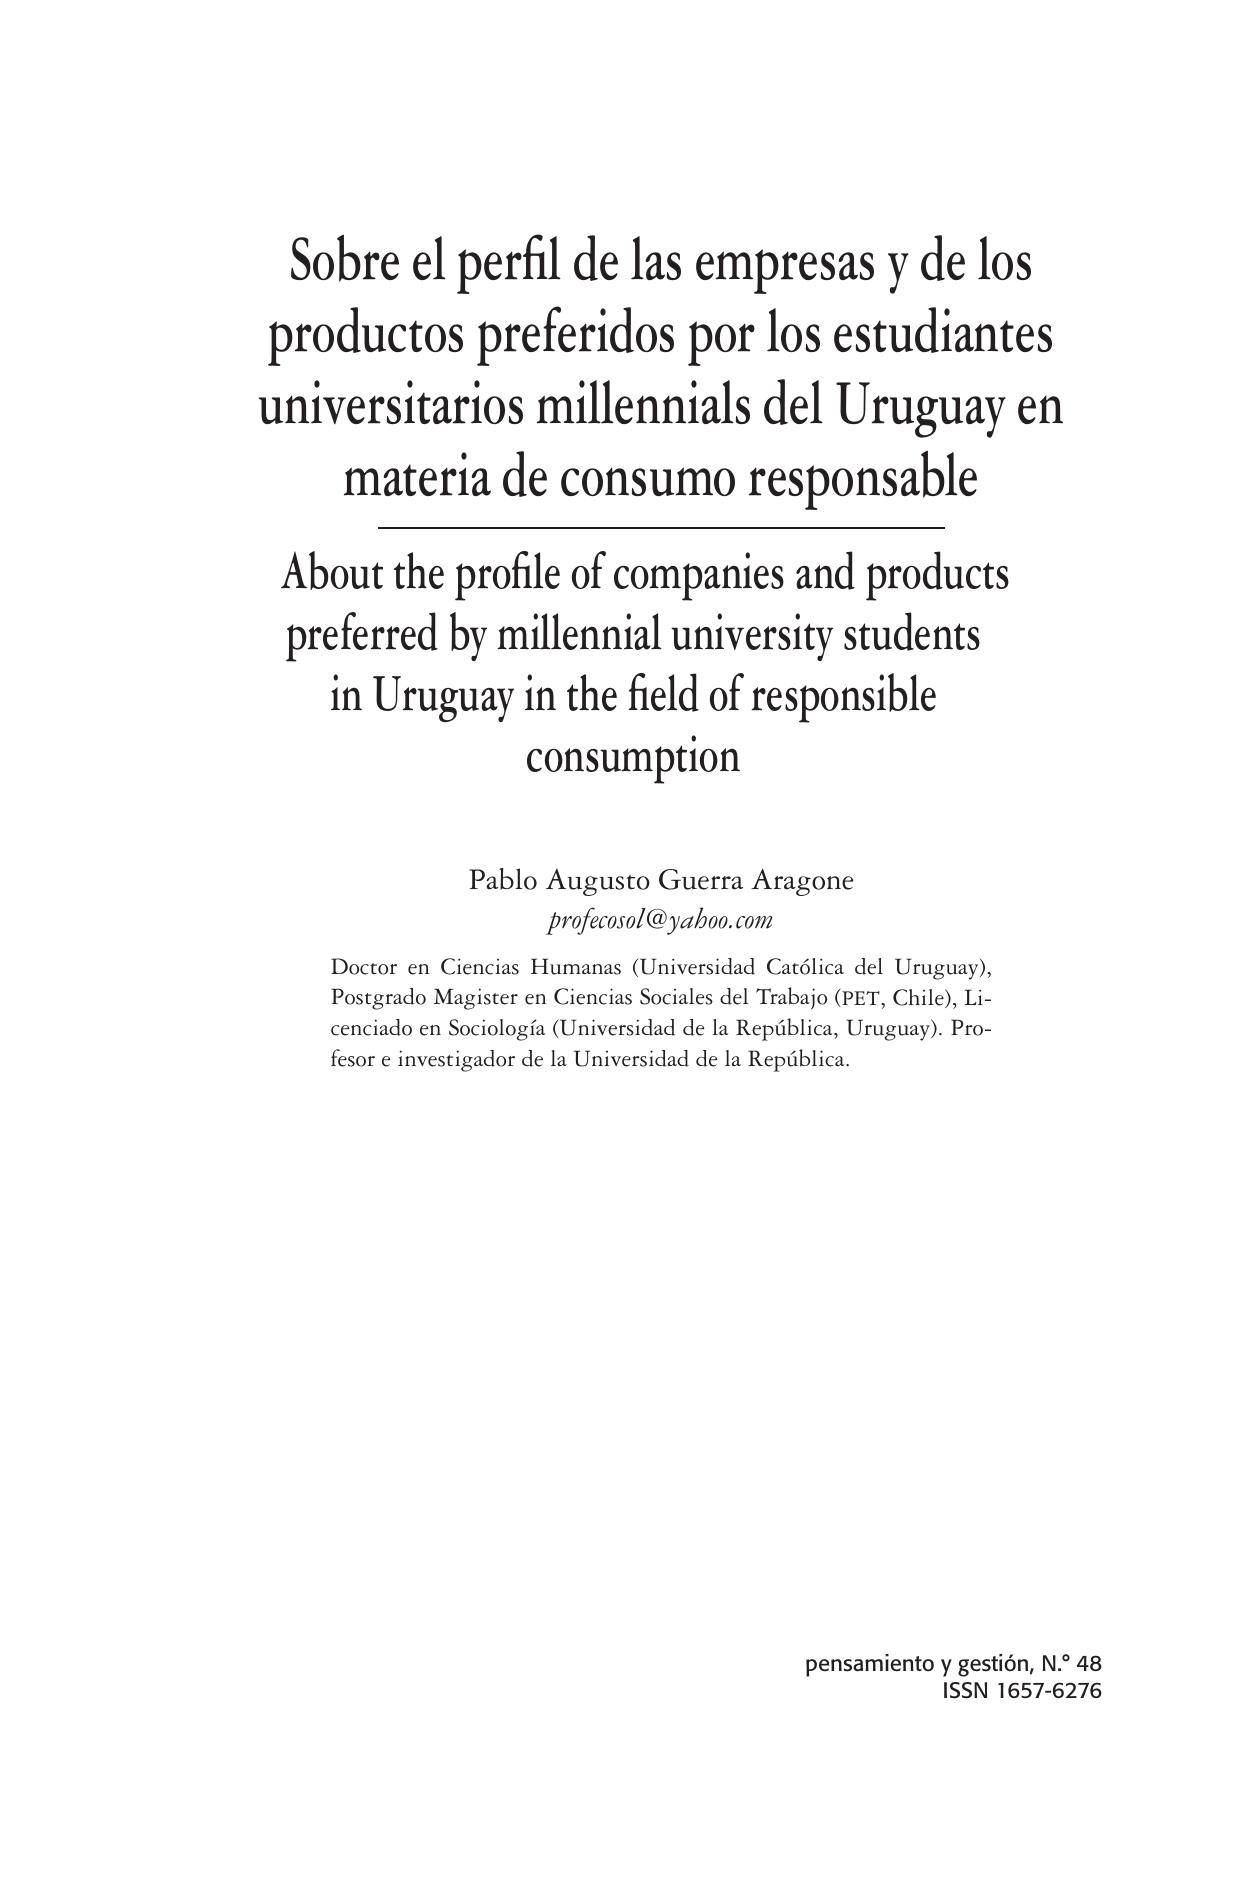 Sobre el perfil de las empresas y de los
productos preferidos por los estudiantes
universitarios millennials del Uruguay en
materia de consumo responsable
About the profile of companies and products
preferred by millennial university students
in Uruguay in the field of responsible
consumption
Pablo Augusto Guerra Aragone
profecosol@yahoo.com
Doctor en Ciencias Humanas (Universidad Católica del Uruguay),
Postgrado Magister en Ciencias Sociales del Trabajo (PET, Chile), Li-
cenciado en Sociología (Universidad de la República, Uruguay). Pro-
fesor e investigador de la Universidad de la República.
pensamiento y gestión, N.° 48
ISSN 1657-6276